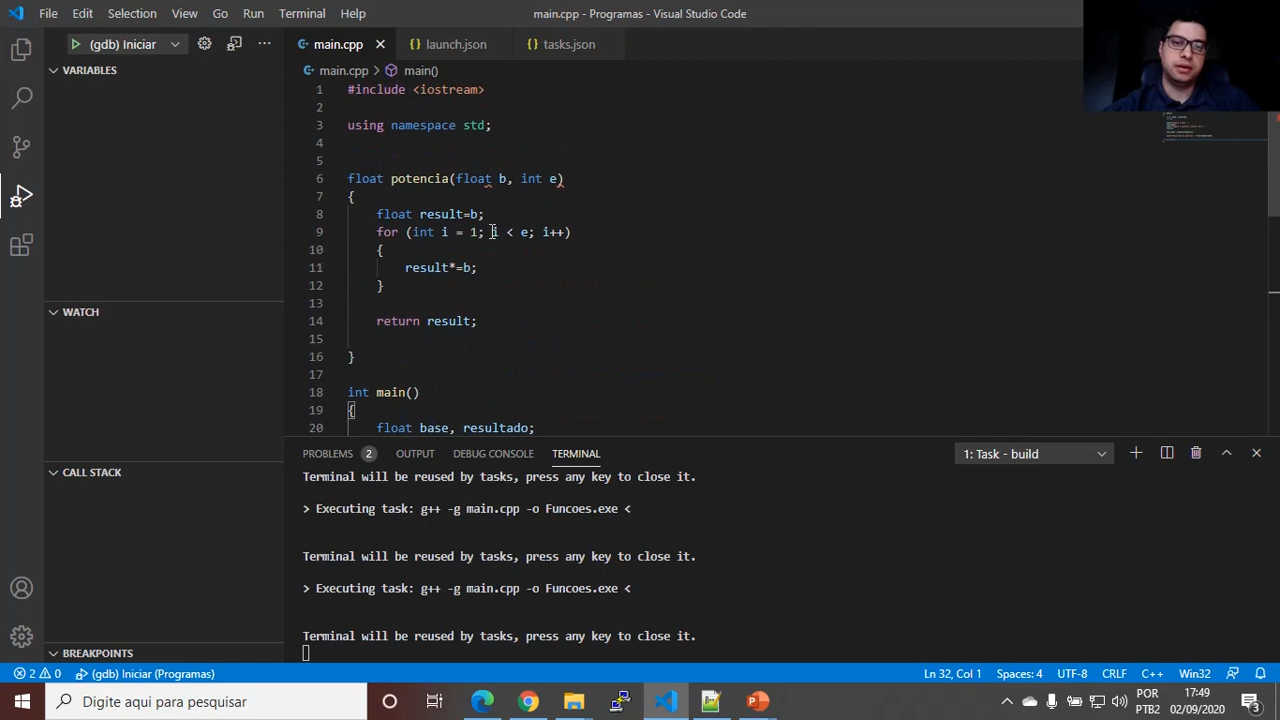 File Edit Selection View Go Run Terminal Help main.cpp - Programas - Visual Studio Code
(gdb) Iniciar main.cpp launch.json tasks.json
main.cpp > main()
VARIABLES
WATCH
CALL STACK
BREAKPOINTS
1 #include <iostream>
2
3 using namespace std;
4
5
6 float potencia(float b, int e)
7 {
8 float result=b;
9 for (int i = 1; i < e; i++)
10 {
11 result*=b;
12 }
13
14 return result;
15
16 }
17
18 int main()
19 {
20 float base, resultado;
PROBLEMS 2 OUTPUT DEBUG CONSOLE TERMINAL 1: Task - build
Terminal will be reused by tasks, press any key to close it.
> Executing task: g++ -g main.cpp -o Funcoes.exe <
Terminal will be reused by tasks, press any key to close it.
> Executing task: g++ -g main.cpp -o Funcoes.exe <
Terminal will be reused by tasks, press any key to close it.
2 0 (gdb) Iniciar (Programas) Ln 32, Col 1 Spaces: 4 UTF-8 CRLF C++ Win32
Digite aqui para pesquisar
POR 17:49
PTB2 02/09/2020 3